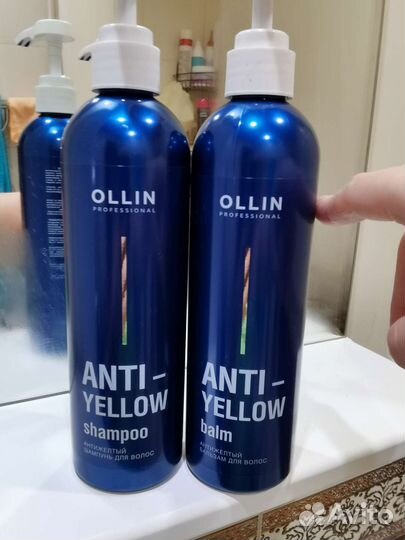 OLLIN
PROFESSIONAL
ANTI –
YELLOW
shampoo
АНТИЖЕЛТЫЙ
ШАМПУНЬ ДЛЯ ВОЛОС
OLLIN
PROFESSIONAL
ANTI –
YELLOW
balm
АНТИЖЕЛТЫЙ
БАЛЬЗАМ ДЛЯ ВОЛОС
Avito